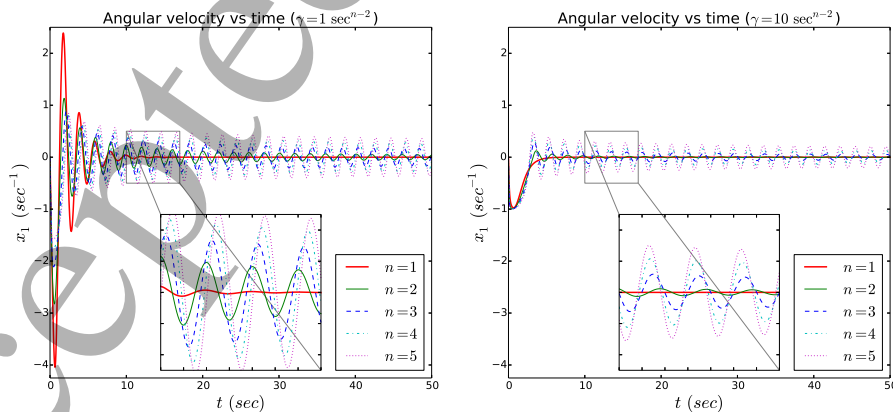 Angular velocity vs time (γ=1 sec^{n−2})
2
1
0
−1
−2
−3
−4
x₁ (sec⁻¹)
0 10 20 30 40 50
t (sec)
n=1
n=2
n=3
n=4
n=5
Angular velocity vs time (γ=10 sec^{n−2})
2
1
0
−1
−2
−3
−4
x₁ (sec⁻¹)
0 10 20 30 40 50
t (sec)
n=1
n=2
n=3
n=4
n=5